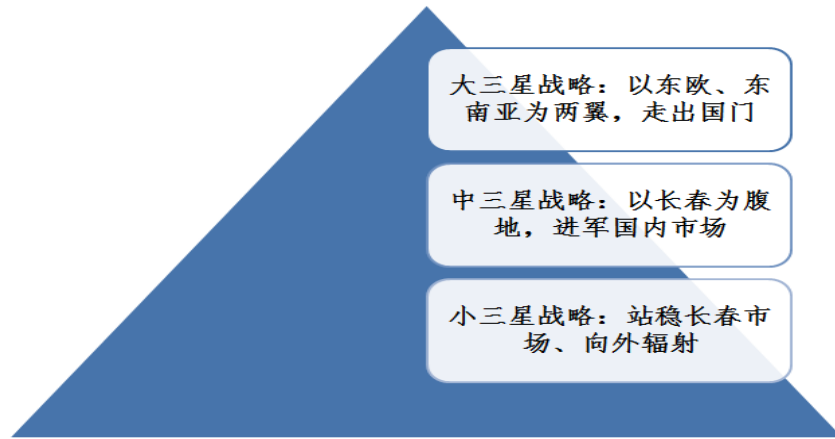 大三星战略：以东欧、东
南亚为两翼，走出国门
中三星战略：以长春为腹
地，进军国内市场
小三星战略：站稳长春市
场、向外辐射